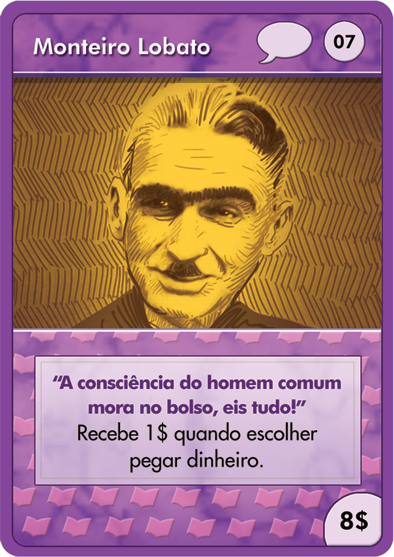 Monteiro Lobato
07
“A consciência do homem comum
mora no bolso, eis tudo!”
Recebe 1$ quando escolher
pegar dinheiro.
8$